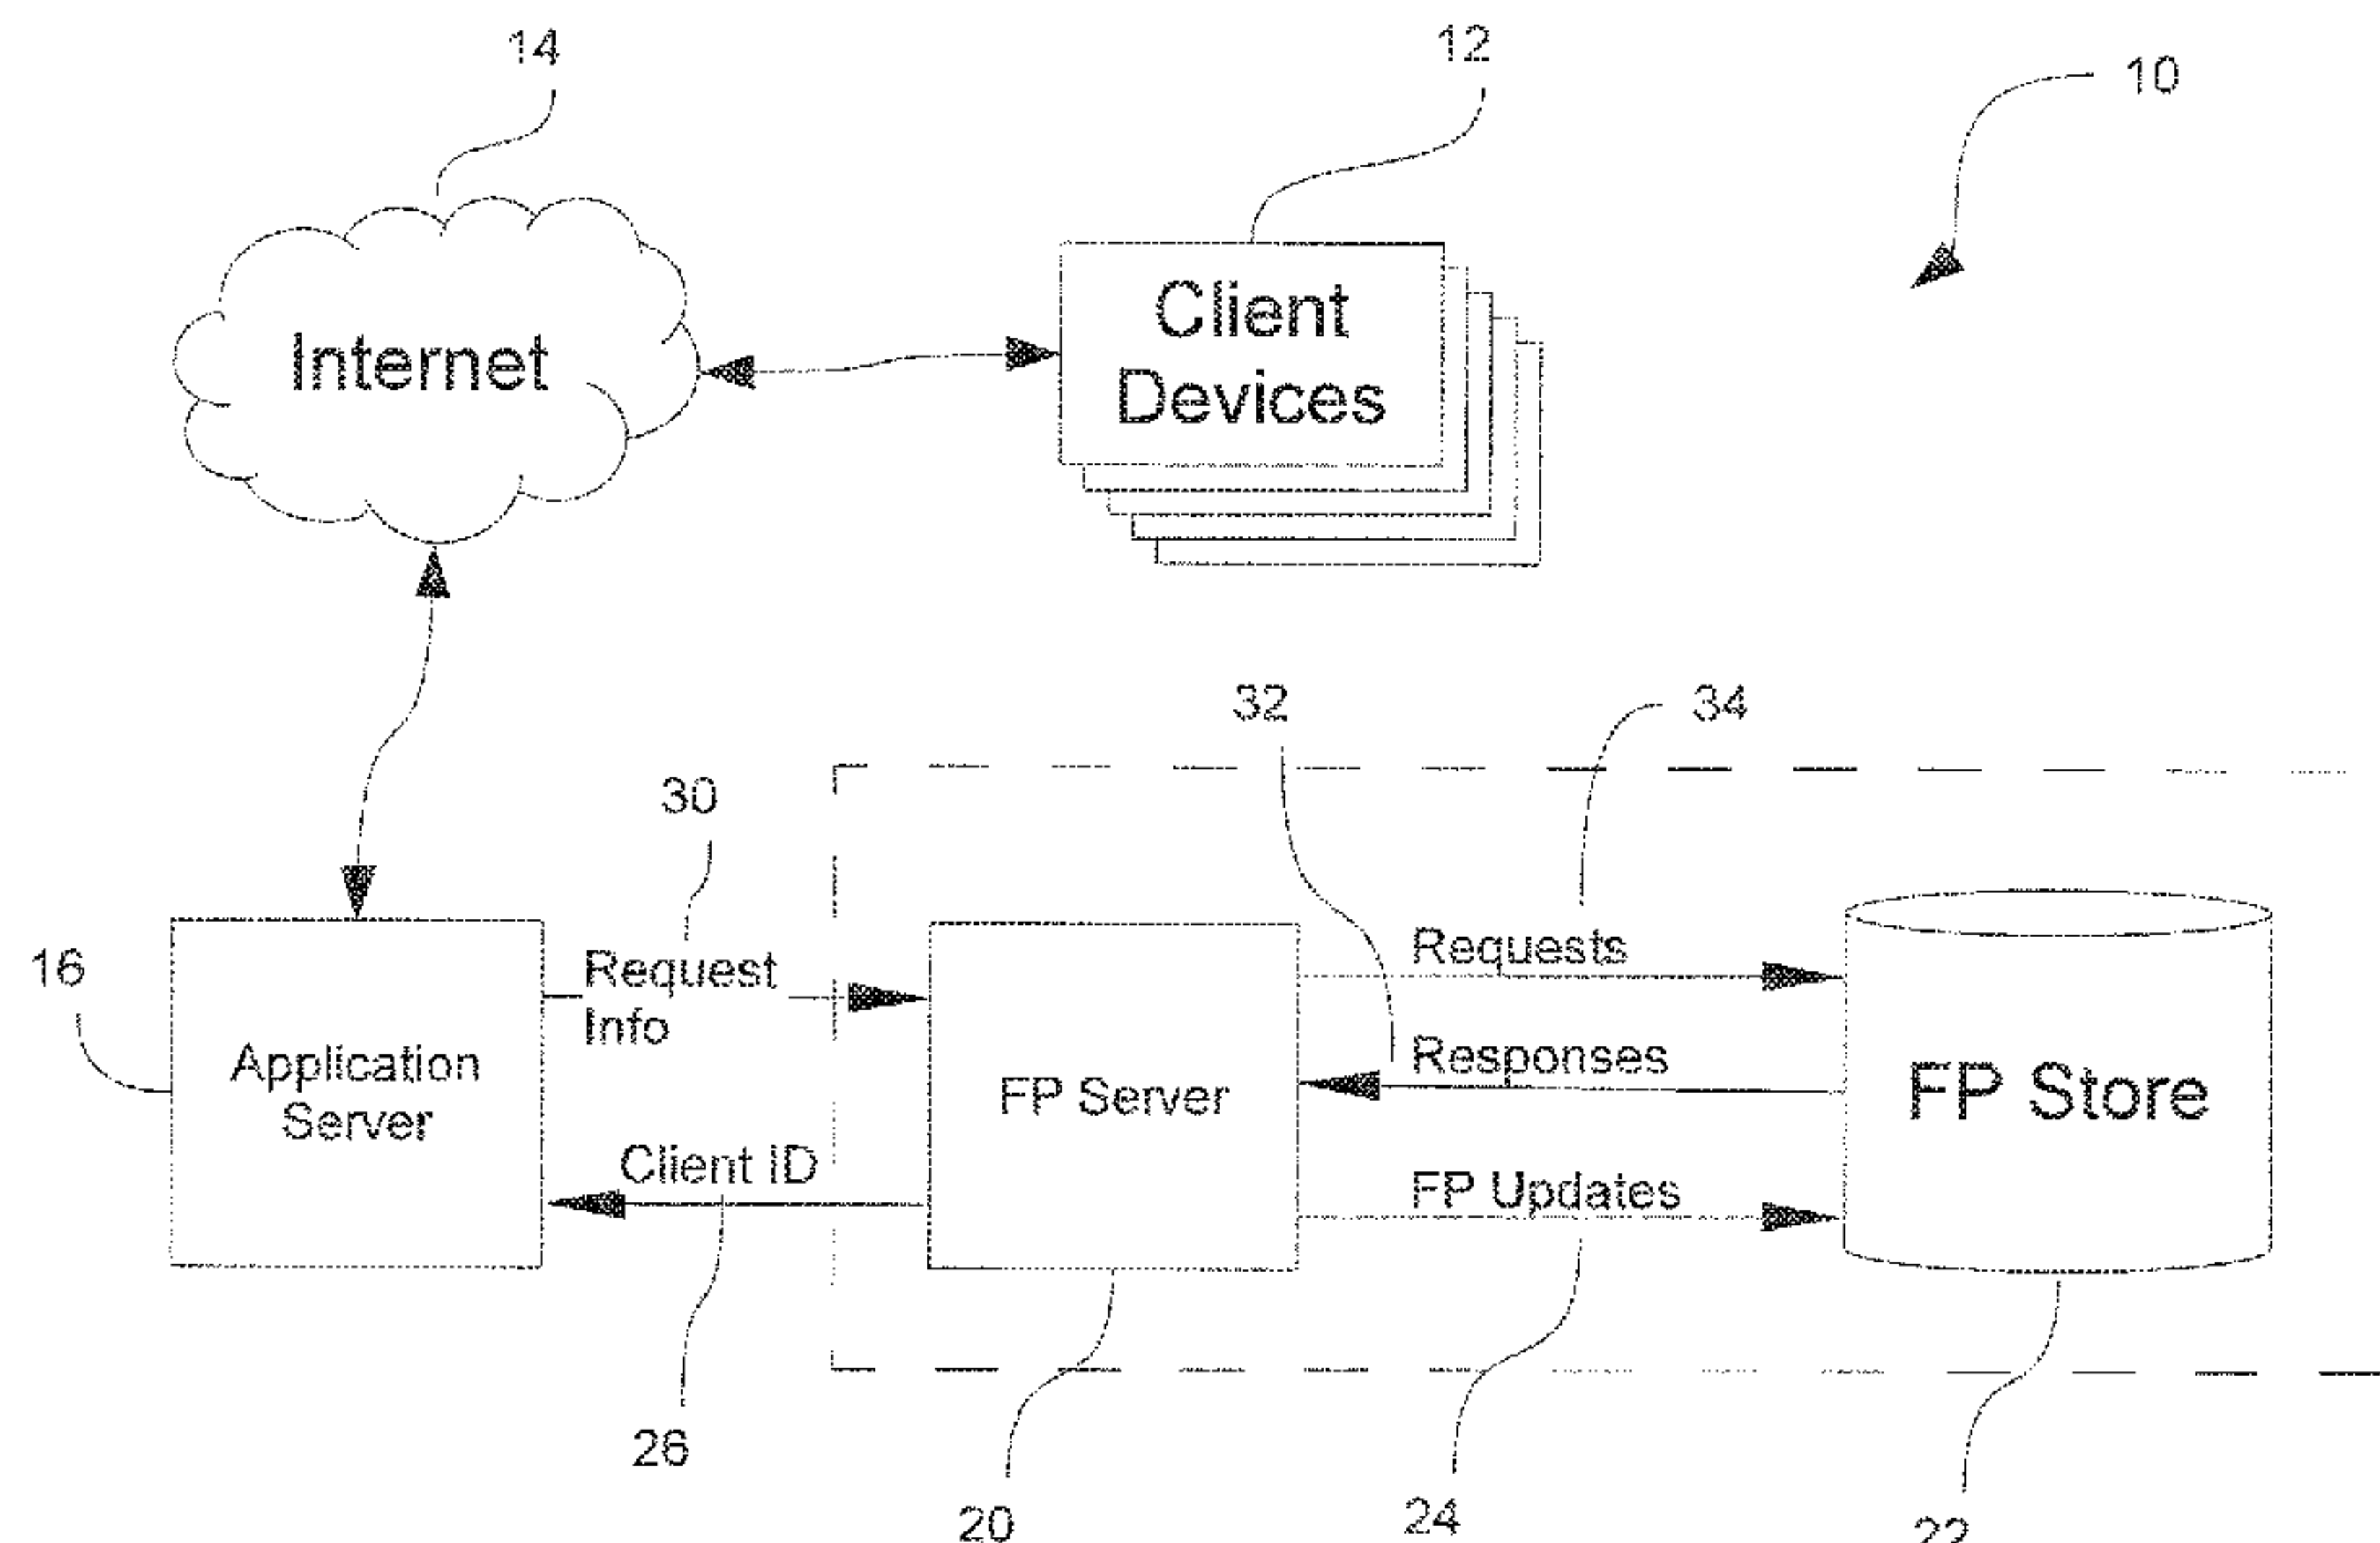 14
12
10
Internet
Client
Devices
32
34
30
16
Request
Info
Requests
Application
Server
FP Server
Responses
FP Store
Client ID
FP Updates
26
20
24
22